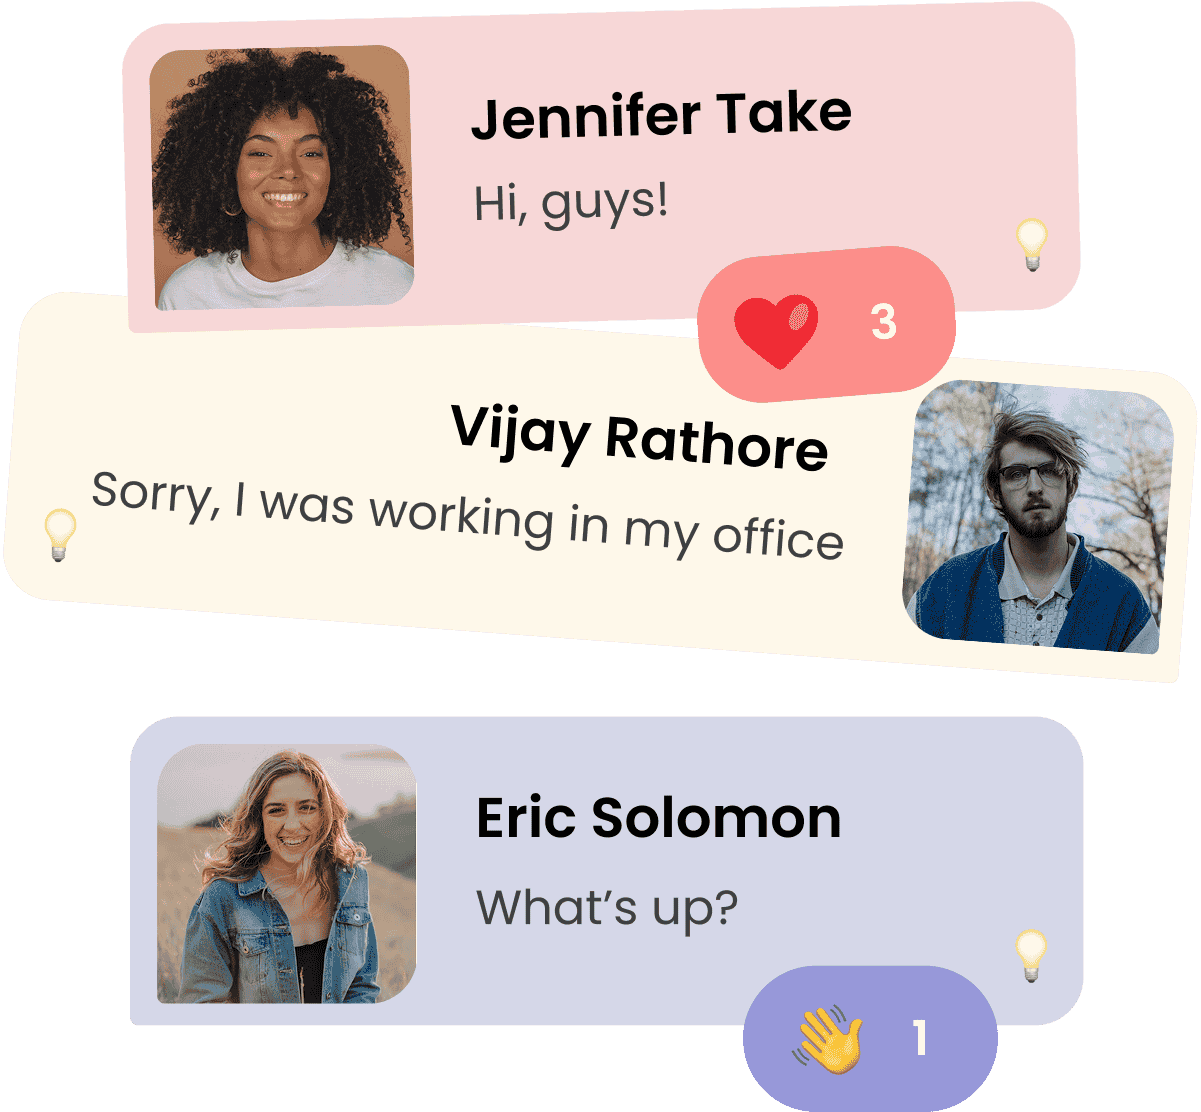 Jennifer Take
Hi, guys!
3
Vijay Rathore
Sorry, I was working in my office
Eric Solomon
What’s up?
1